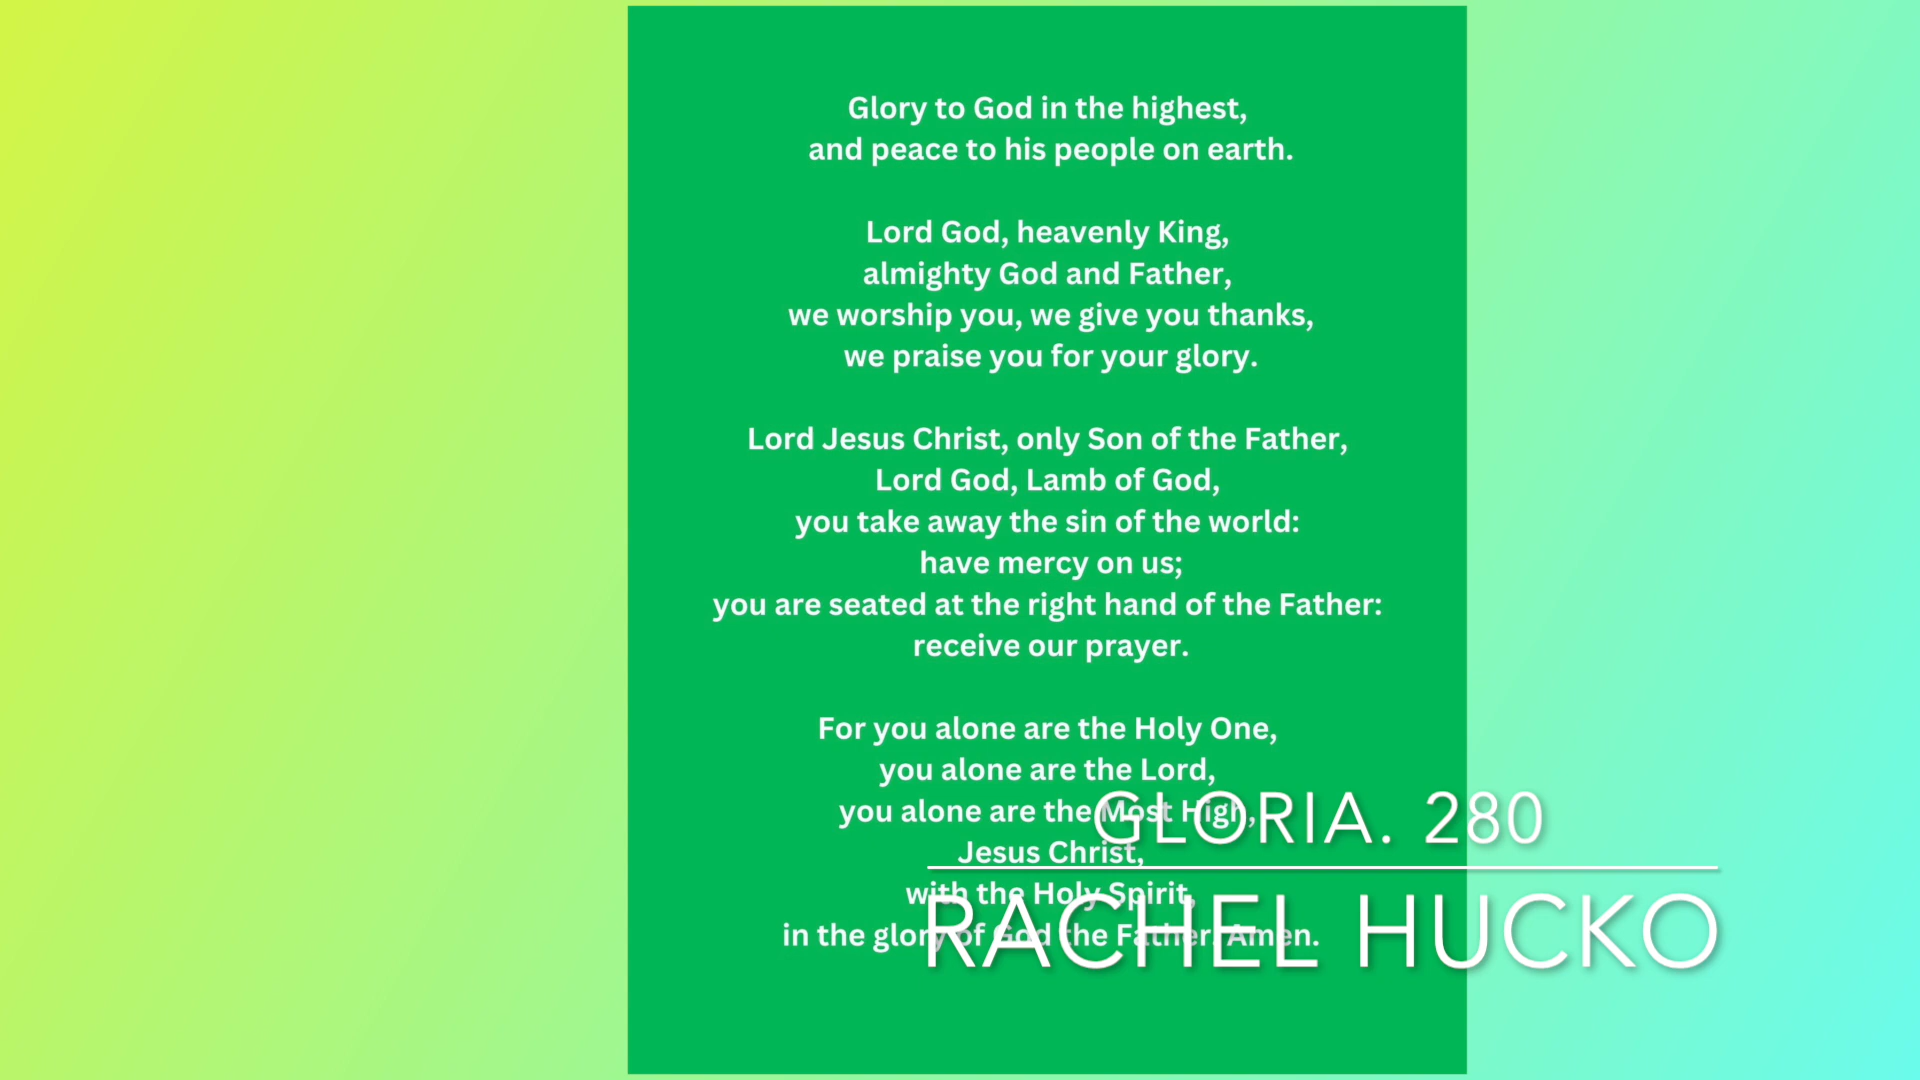 Glory to God in the highest,
and peace to his people on earth.
Lord God, heavenly King,
almighty God and Father,
we worship you, we give you thanks,
we praise you for your glory.
Lord Jesus Christ, only Son of the Father,
Lord God, Lamb of God,
you take away the sin of the world:
have mercy on us;
you are seated at the right hand of the Father:
receive our prayer.
For you alone are the Holy One,
you alone are the Lord,
you alone are the Most High,
Jesus Christ,
with the Holy Spirit,
in the glory of God the Father. Amen.
GLORIA. 280
RACHEL HUCKO